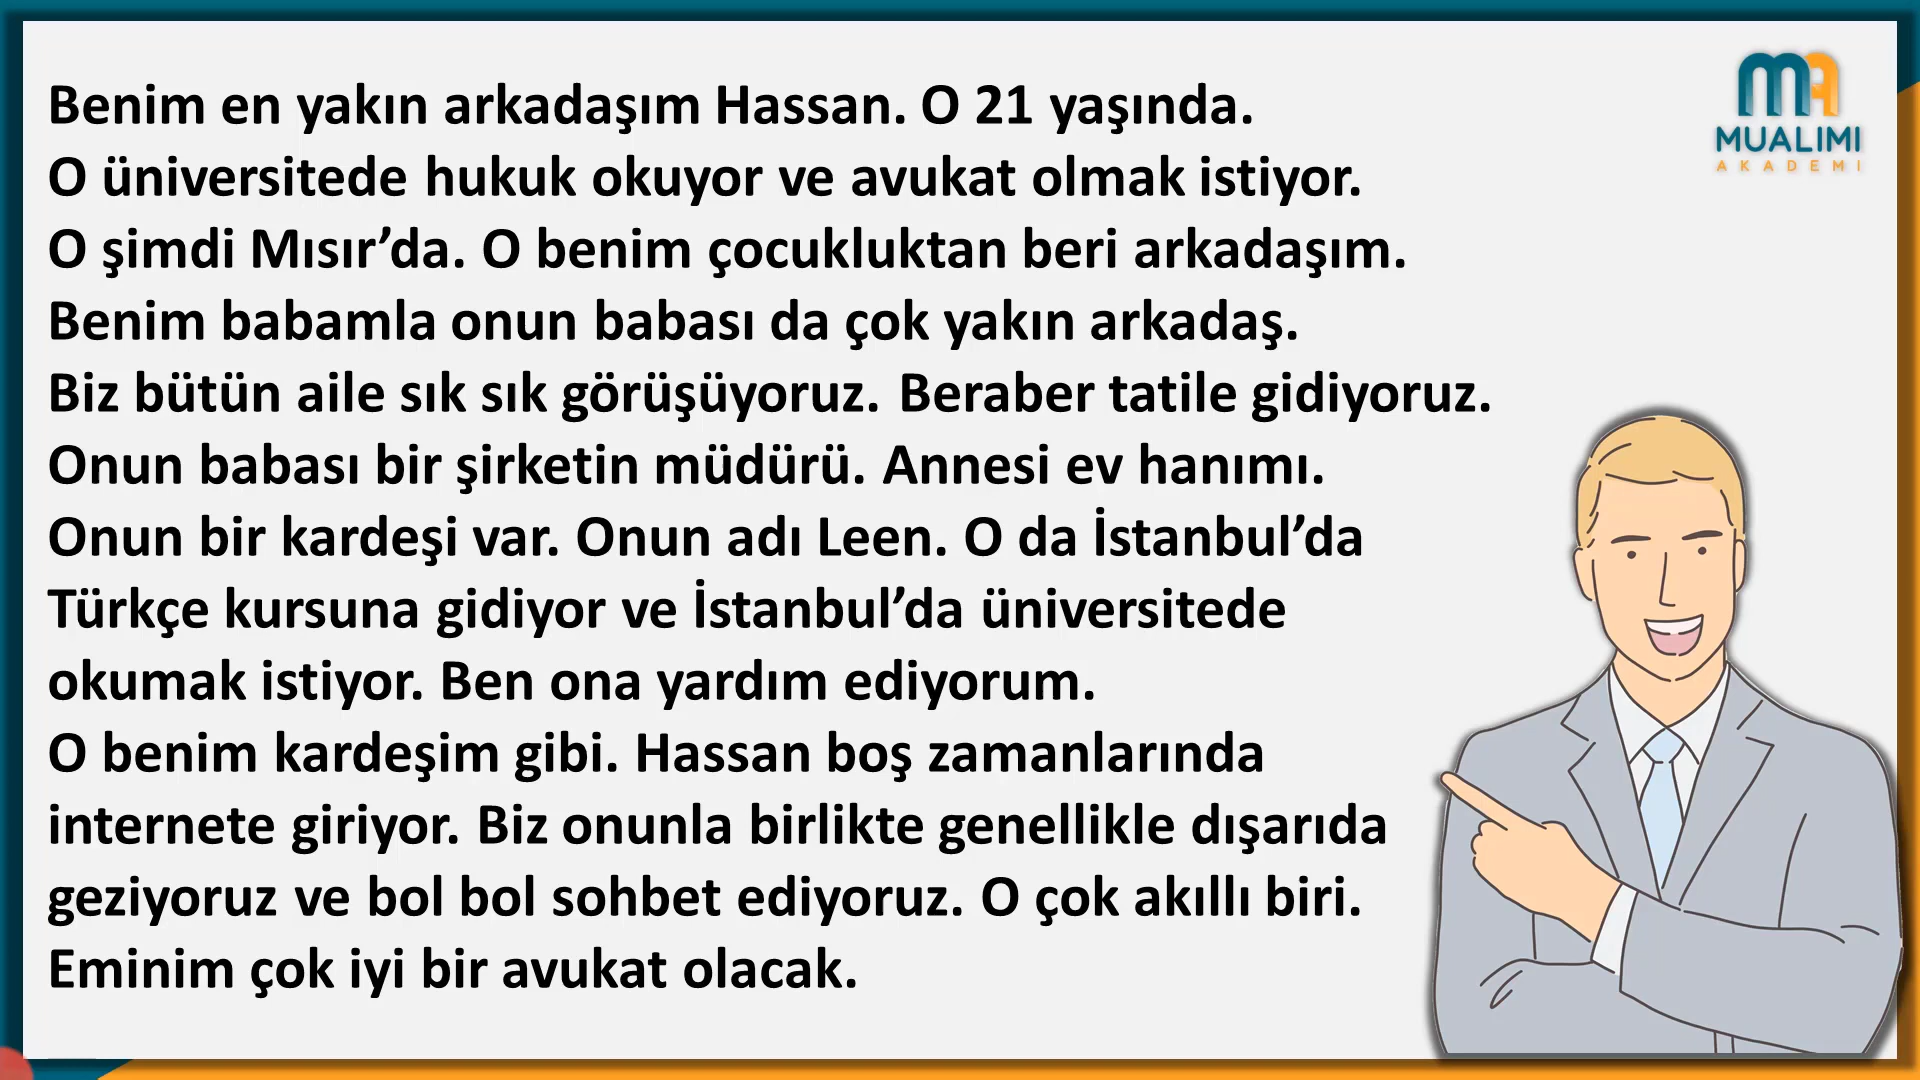 Benim en yakın arkadaşım Hassan. O 21 yaşında.
O üniversitede hukuk okuyor ve avukat olmak istiyor.
O şimdi Mısır’da. O benim çocukluktan beri arkadaşım.
Benim babamla onun babası da çok yakın arkadaş.
Biz bütün aile sık sık görüşüyoruz. Beraber tatile gidiyoruz.
Onun babası bir şirketin müdürü. Annesi ev hanımı.
Onun bir kardeşi var. Onun adı Leen. O da İstanbul’da
Türkçe kursuna gidiyor ve İstanbul’da üniversitede
okumak istiyor. Ben ona yardım ediyorum.
O benim kardeşim gibi. Hassan boş zamanlarında
internete giriyor. Biz onunla birlikte genellikle dışarıda
geziyoruz ve bol bol sohbet ediyoruz. O çok akıllı biri.
Eminim çok iyi bir avukat olacak.
MA
MUALIMI
AKADEMI